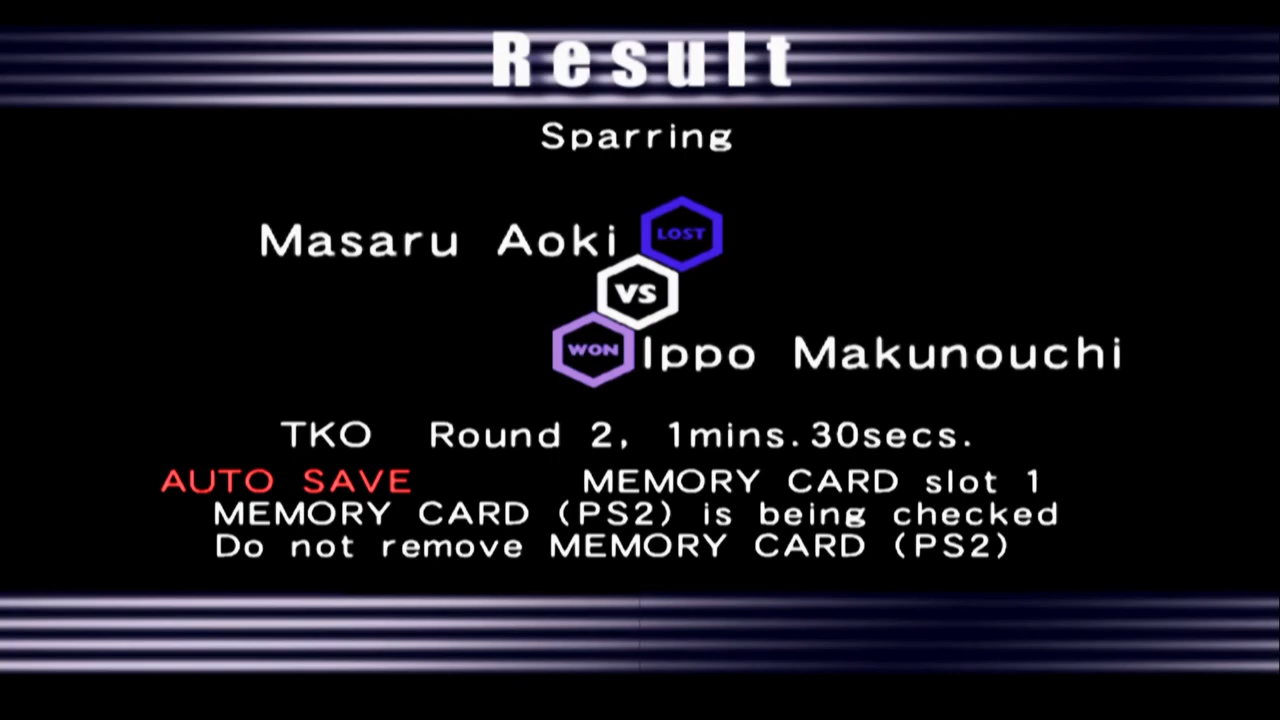 Result
Sparring
Masaru Aoki LOST
VS
WON Ippo Makunouchi
TKO Round 2, 1mins.30secs.
AUTO SAVE MEMORY CARD slot 1
MEMORY CARD (PS2) is being checked
Do not remove MEMORY CARD (PS2)